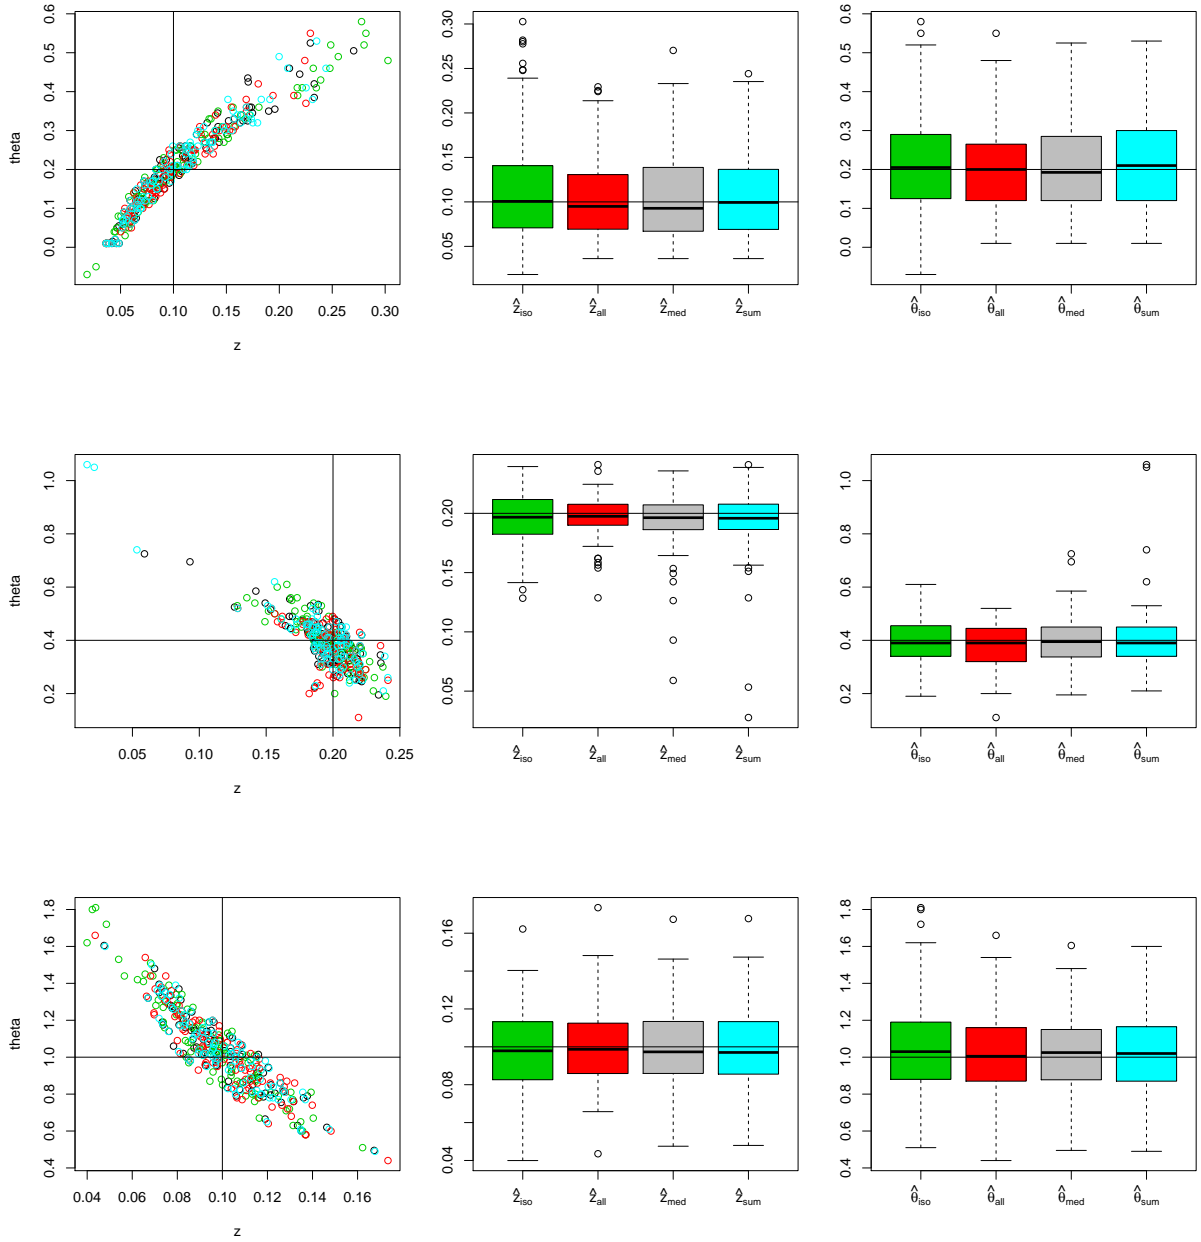 theta
0.0 0.1 0.2 0.3 0.4 0.5 0.6
0.05 0.10 0.15 0.20 0.25 0.30
z
0.05 0.10 0.15 0.20 0.25 0.30
ẑiso ẑall ẑmed ẑsum
0.0 0.1 0.2 0.3 0.4 0.5 0.6
θ̂iso θ̂all θ̂med θ̂sum
theta
0.2 0.4 0.6 0.8 1.0
0.05 0.10 0.15 0.20 0.25
z
0.05 0.10 0.15 0.20
ẑiso ẑall ẑmed ẑsum
0.2 0.4 0.6 0.8 1.0
θ̂iso θ̂all θ̂med θ̂sum
theta
0.4 0.6 0.8 1.0 1.2 1.4 1.6 1.8
0.04 0.06 0.08 0.10 0.12 0.14 0.16
z
0.04 0.08 0.12 0.16
ẑiso ẑall ẑmed ẑsum
0.4 0.6 0.8 1.0 1.2 1.4 1.6 1.8
θ̂iso θ̂all θ̂med θ̂sum